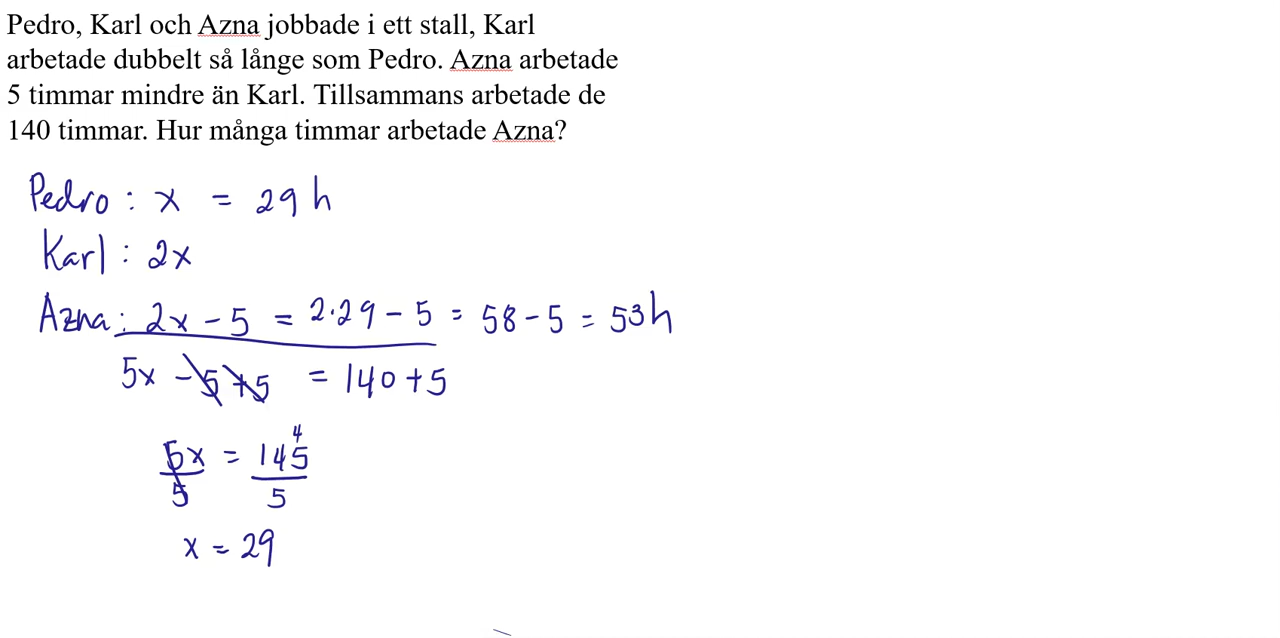 Pedro, Karl och Azna jobbade i ett stall, Karl
arbetade dubbelt så långe som Pedro. Azna arbetade
5 timmar mindre än Karl. Tillsammans arbetade de
140 timmar. Hur många timmar arbetade Azna?
Pedro : x = 29 h
Karl : 2x
Azna : 2x - 5 = 2·29 - 5 = 58 - 5 = 53h
5x - 5 + 5 = 140 + 5
5x/5 = 14⁴5/5
x = 29